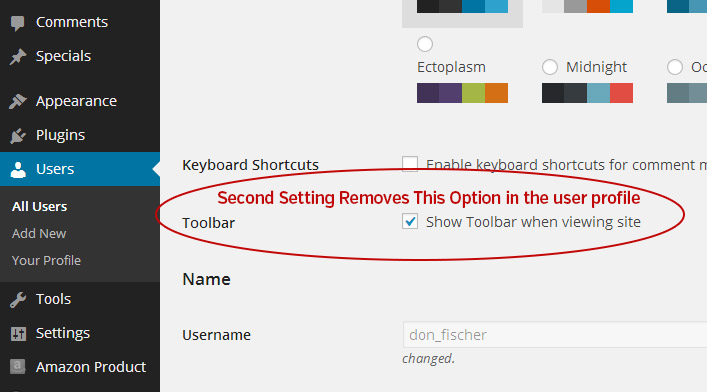 Comments
Specials
Appearance
Plugins
Users
All Users
Add New
Your Profile
Tools
Settings
Amazon Product
Ectoplasm
Midnight
Keyboard Shortcuts
Enable keyboard shortcuts for comment
Second Setting Removes This Option in the user profile
Toolbar
Show Toolbar when viewing site
Name
Username
don_fischer
changed.